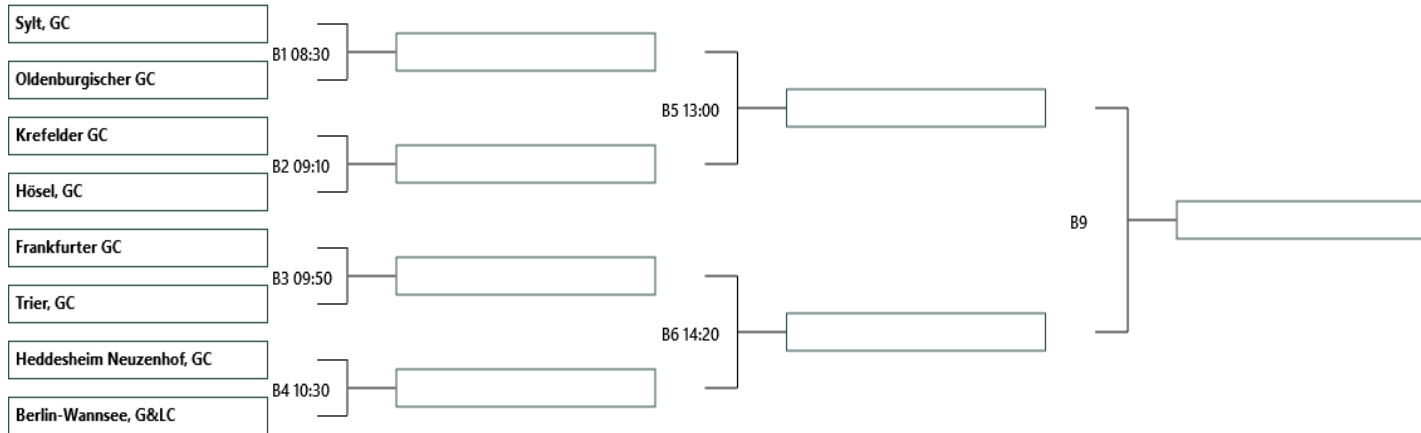 Sylt, GC
B1 08:30
Oldenburgischer GC
Krefelder GC
B2 09:10
Hösel, GC
B5 13:00
Frankfurter GC
B3 09:50
Trier, GC
Heddesheim Neuzenhof, GC
B4 10:30
Berlin-Wannsee, G&LC
B6 14:20
B9